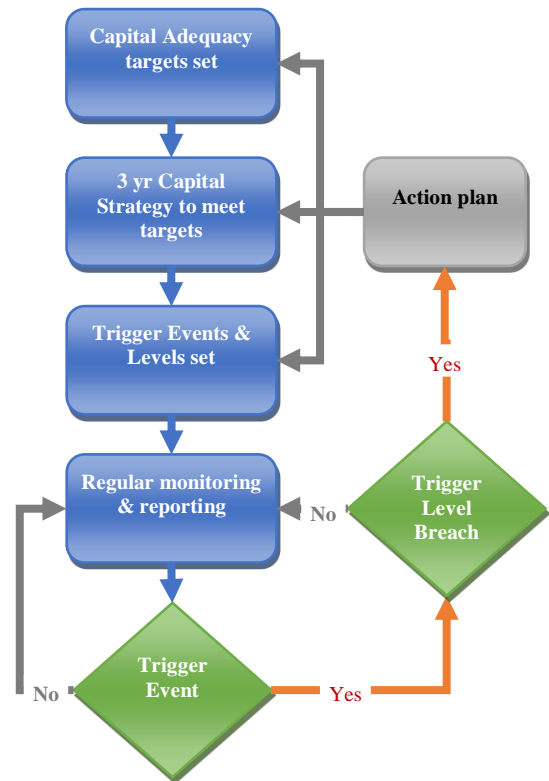 Capital Adequacy
targets set
3 yr Capital
Strategy to meet
targets
Action plan
Trigger Events &
Levels set
Yes
Regular monitoring
& reporting
No
Trigger
Level
Breach
No
Trigger
Event
Yes